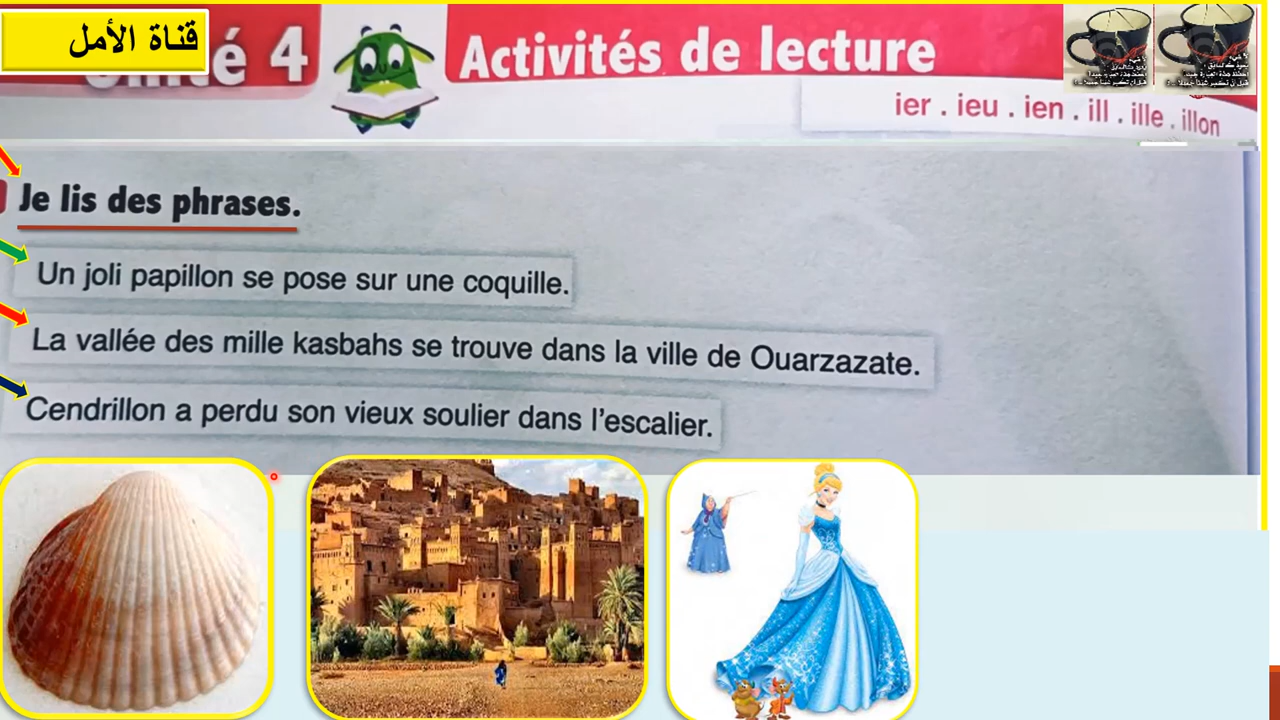 قناة الأمل
Unité 4
Activités de lecture
ier . ieu . ien . ill . ille . illon
Je lis des phrases.
Un joli papillon se pose sur une coquille.
La vallée des mille kasbahs se trouve dans la ville de Ouarzazate.
Cendrillon a perdu son vieux soulier dans l'escalier.